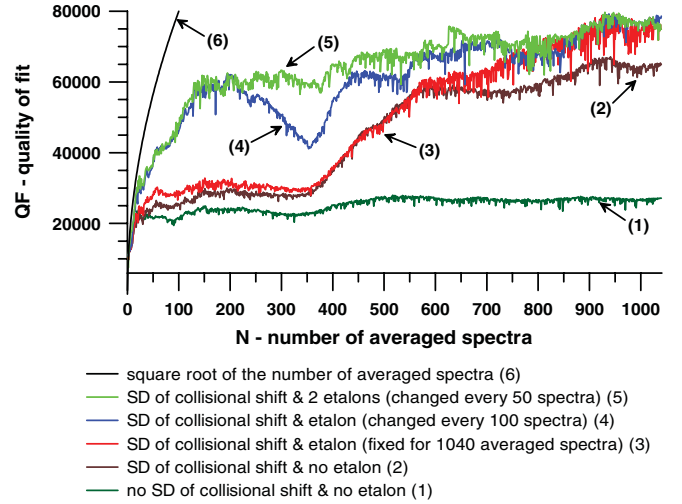 80000
60000
40000
20000
QF - quality of fit
(6)
(5)
(4)
(3)
(2)
(1)
0 100 200 300 400 500 600 700 800 900 1000
N - number of averaged spectra
square root of the number of averaged spectra (6)
SD of collisional shift & 2 etalons (changed every 50 spectra) (5)
SD of collisional shift & etalon (changed every 100 spectra) (4)
SD of collisional shift & etalon (fixed for 1040 averaged spectra) (3)
SD of collisional shift & no etalon (2)
no SD of collisional shift & no etalon (1)